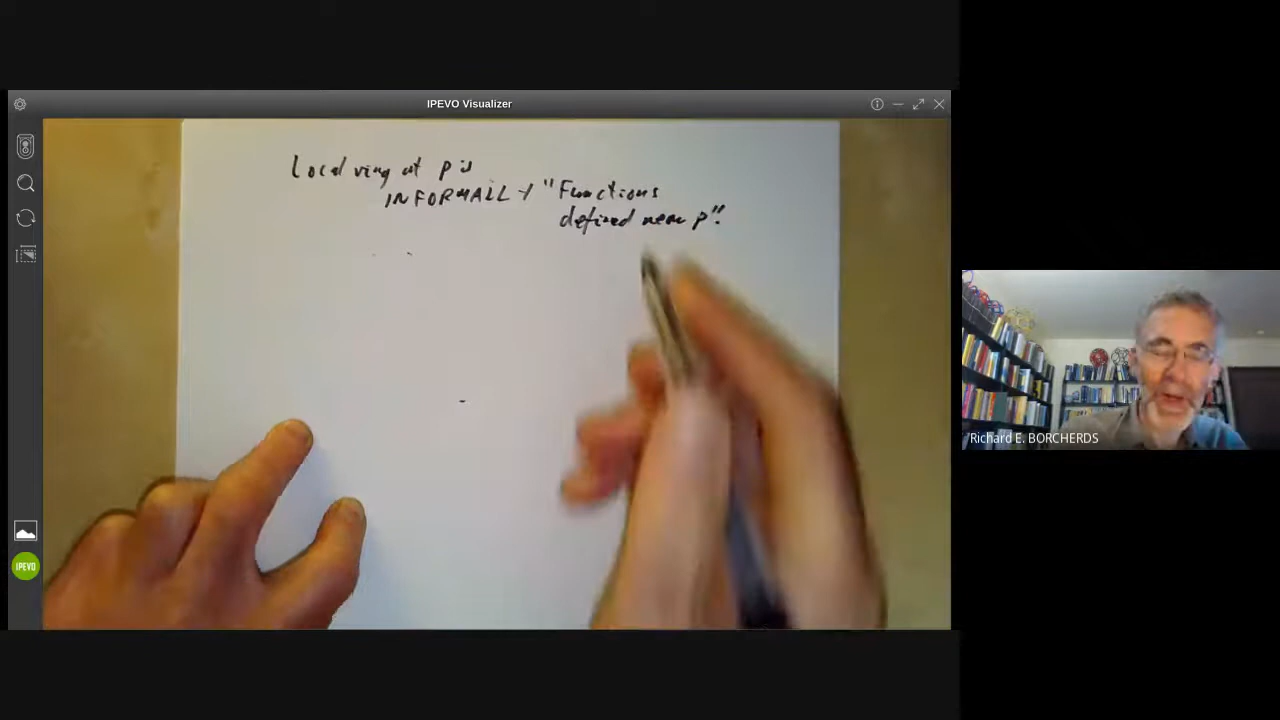 IPEVO Visualizer
Local ring at p is
INFORMALLY "Functions
defined near p".
Richard E. BORCHERDS
IPEVO